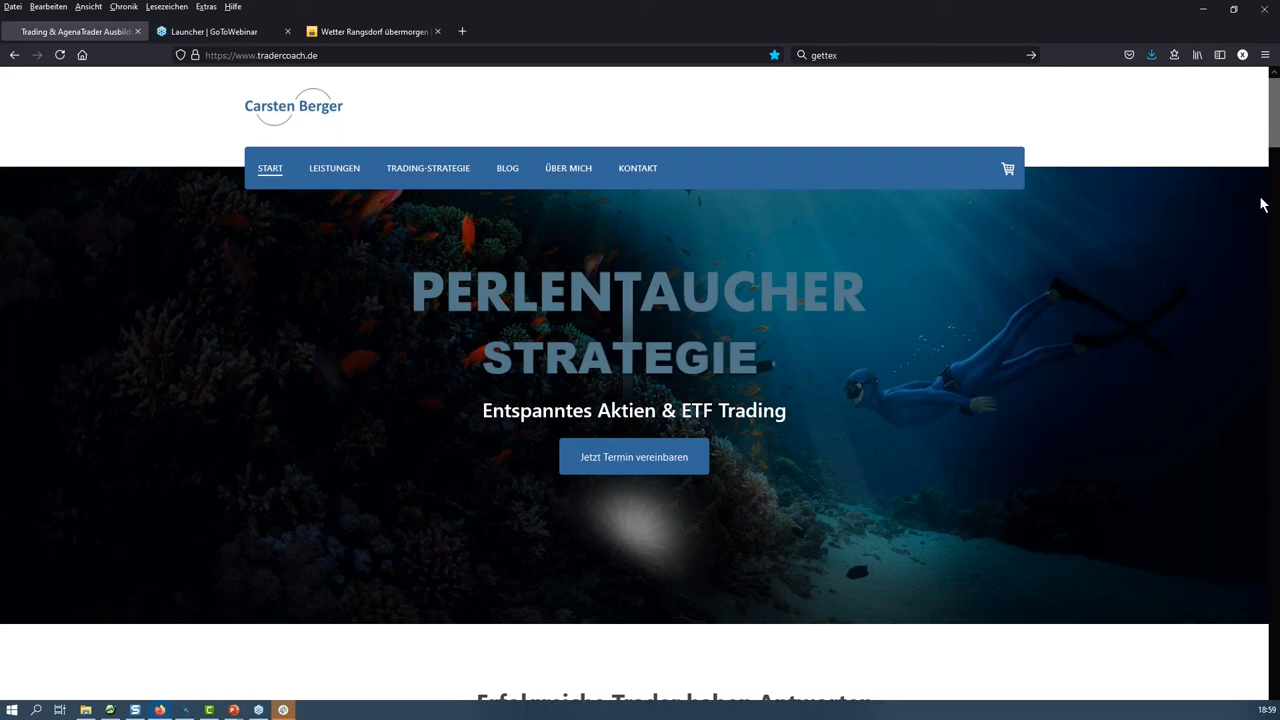 Datei Bearbeiten Ansicht Chronik Lesezeichen Extras Hilfe
Trading & AgenaTrader Ausbild
Launcher | GoToWebinar
Wetter Rangsdorf übermorgen |
https://www.tradercoach.de
gettex
Carsten Berger
START LEISTUNGEN TRADING-STRATEGIE BLOG ÜBER MICH KONTAKT
PERLENTAUCHER
STRATEGIE
Entspanntes Aktien & ETF Trading
Jetzt Termin vereinbaren
Erfolgreiche Trader haben Antworten
18:59